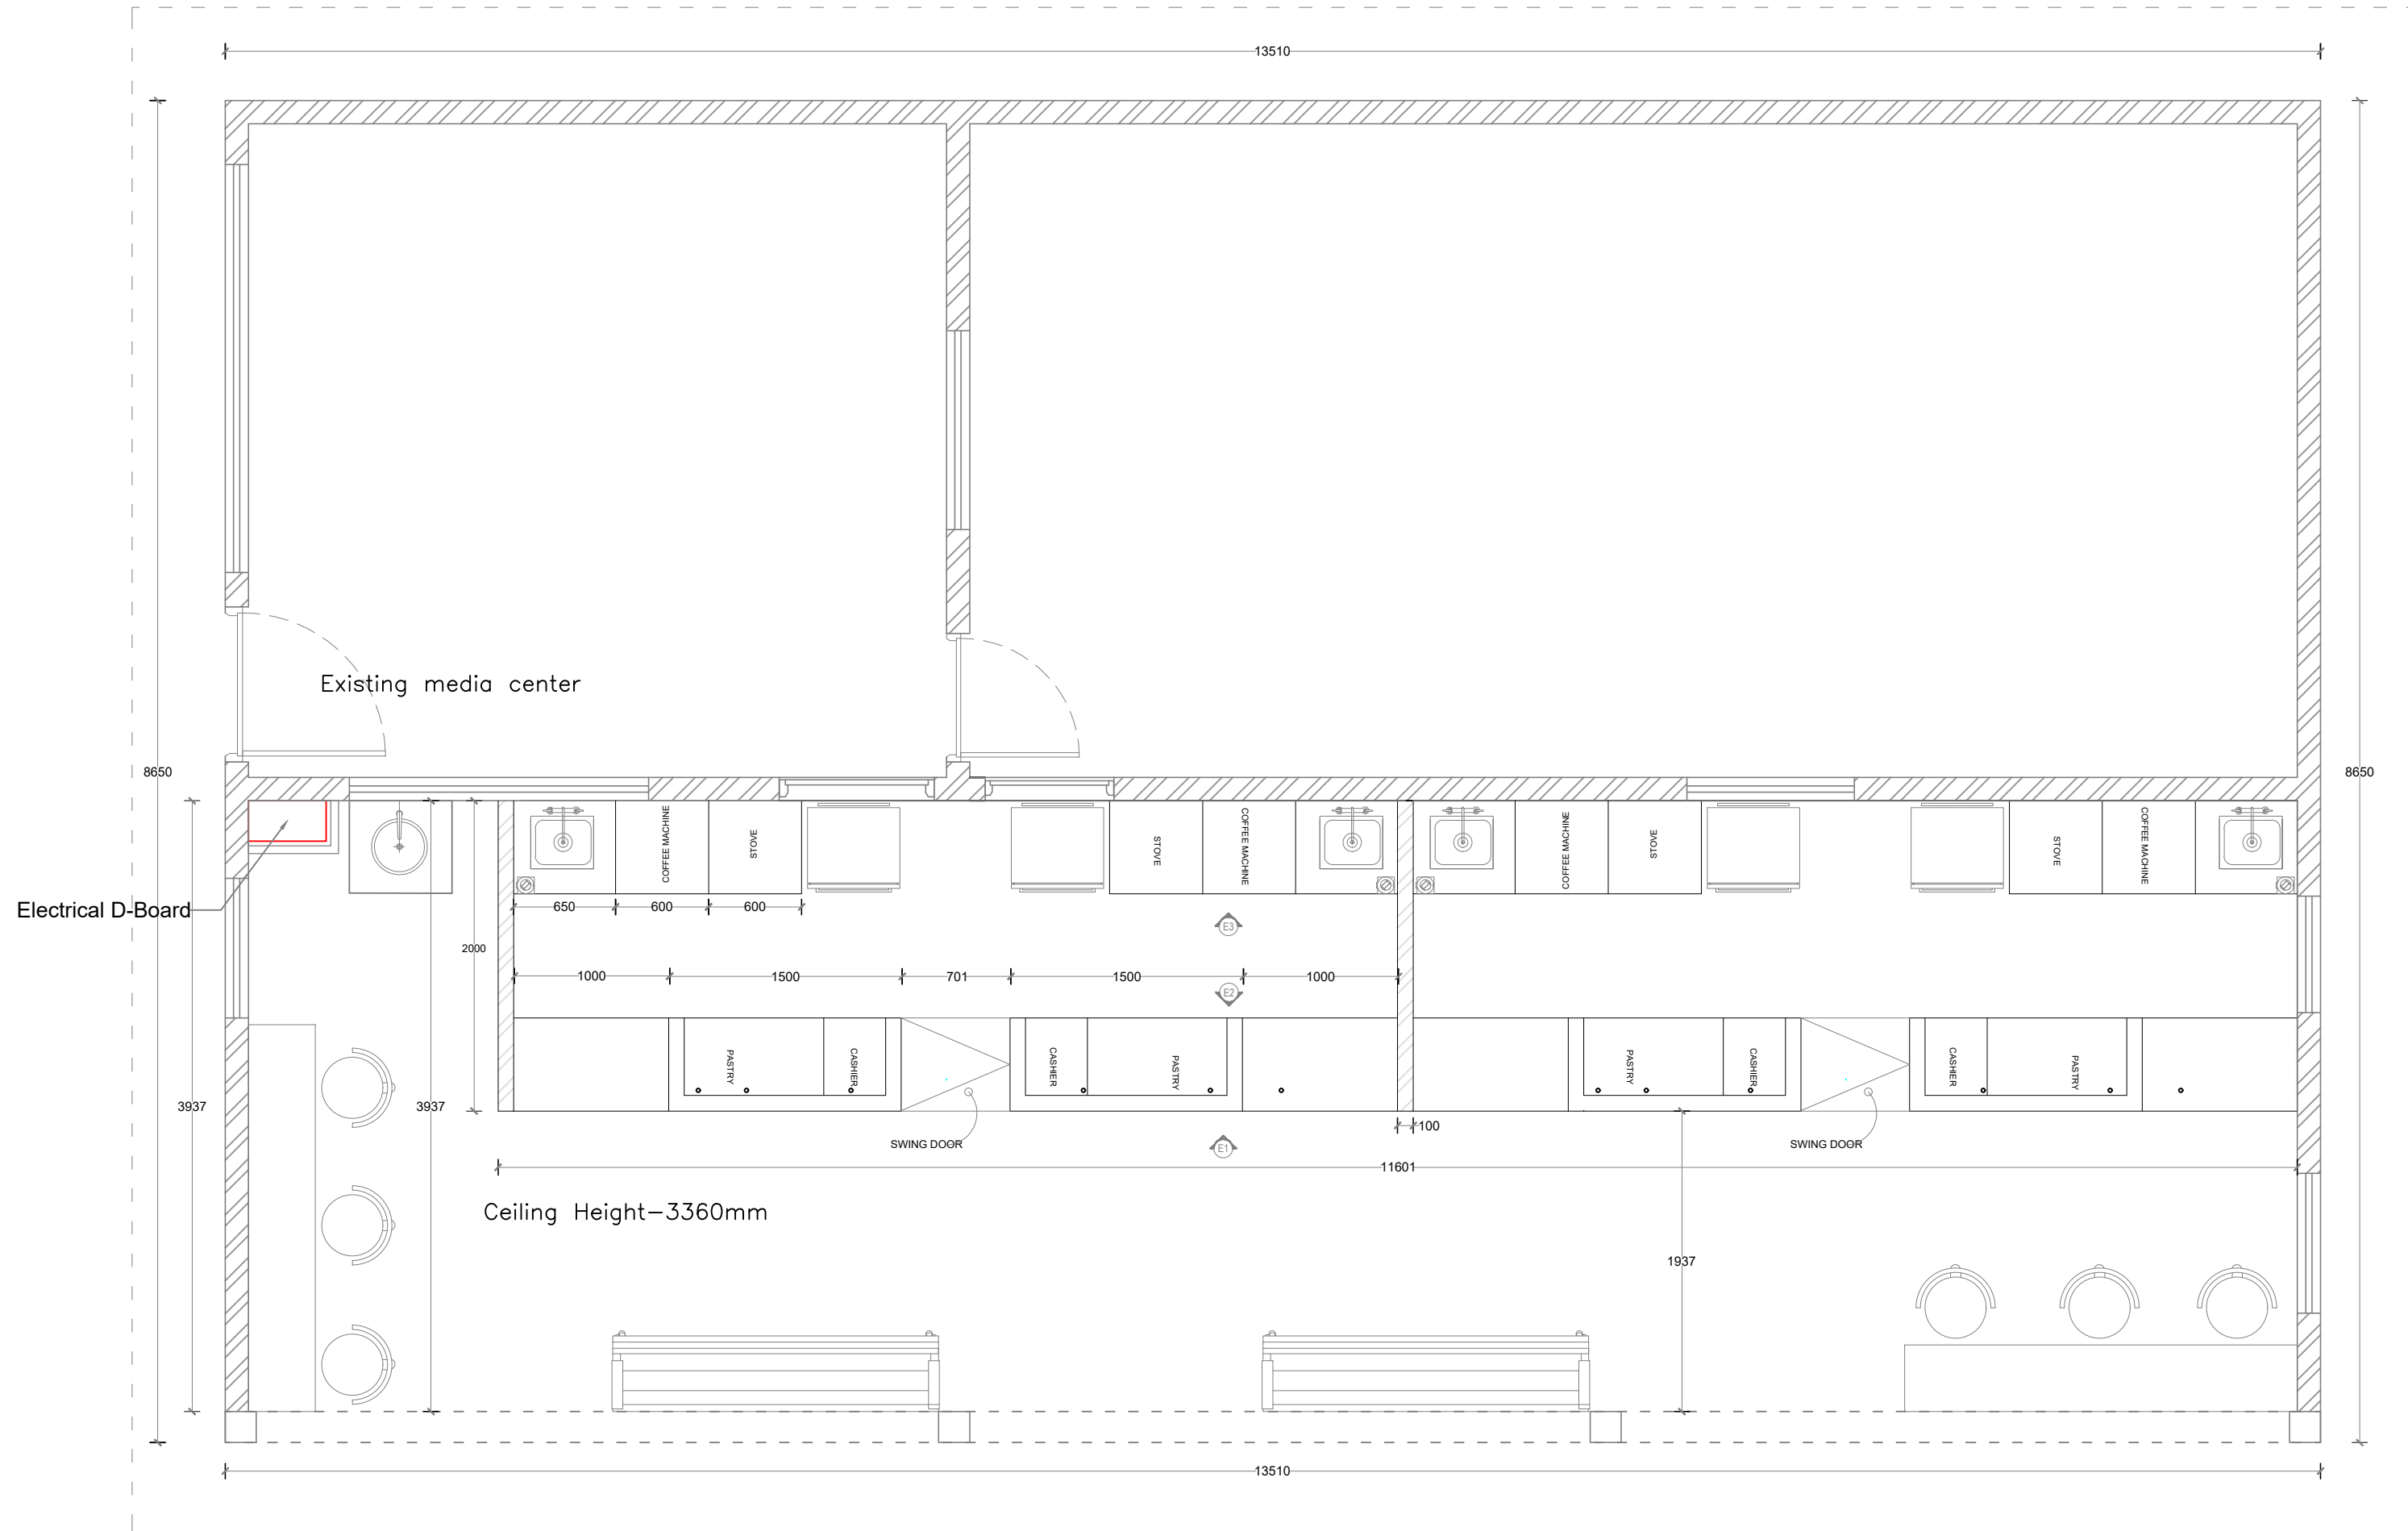 13510
Existing media center
8650
8650
Electrical D-Board
COFFEE MACHINE
STOVE
STOVE
COFFEE MACHINE
COFFEE MACHINE
STOVE
STOVE
COFFEE MACHINE
650
600
600
E3
2000
1000
1500
701
1500
1000
E2
PASTRY
CASHIER
CASHIER
PASTRY
PASTRY
CASHIER
CASHIER
PASTRY
3937
3937
100
SWING DOOR
E1
SWING DOOR
11601
Ceiling Height-3360mm
1937
13510